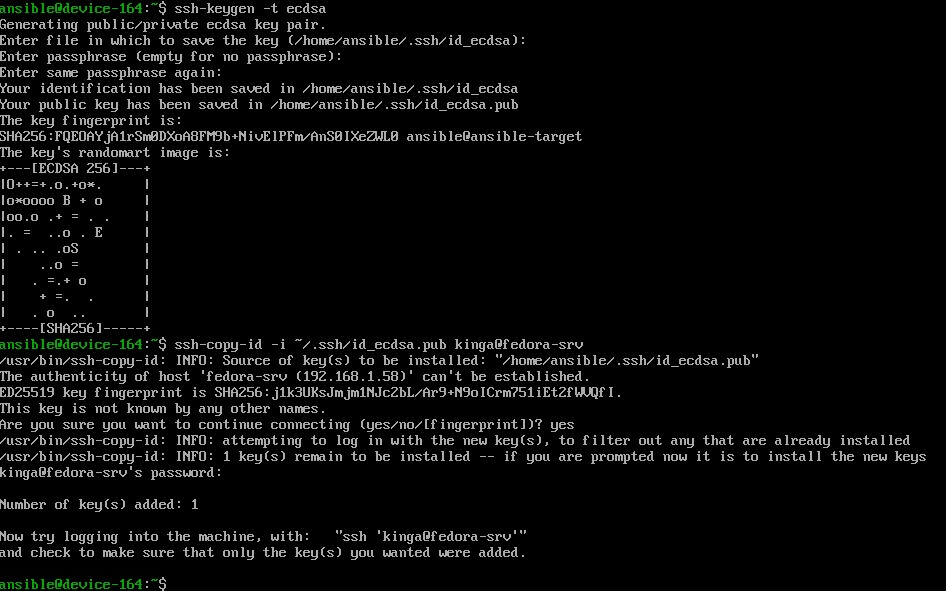 ansible@device-164:~$ ssh-keygen -t ecdsa
Generating public/private ecdsa key pair.
Enter file in which to save the key (/home/ansible/.ssh/id_ecdsa):
Enter passphrase (empty for no passphrase):
Enter same passphrase again:
Your identification has been saved in /home/ansible/.ssh/id_ecdsa
Your public key has been saved in /home/ansible/.ssh/id_ecdsa.pub
The key fingerprint is:
SHA256:FQEOAYjA1rSm0DXoA8FM9b+NivElPFm/AnS0IXeZWL0 ansible@ansible-target
The key's randomart image is:
+---[ECDSA 256]---+
|O++=+.o.+o*.     |
|o*oooo B + o     |
|oo.o .+ = . .    |
|. =  ..o . E     |
| . .. .oS        |
|    ..o =        |
|   . =.+ o       |
|    + =.  .      |
|   . o  ..       |
+----[SHA256]-----+
ansible@device-164:~$ ssh-copy-id -i ~/.ssh/id_ecdsa.pub kinga@fedora-srv
/usr/bin/ssh-copy-id: INFO: Source of key(s) to be installed: "/home/ansible/.ssh/id_ecdsa.pub"
The authenticity of host 'fedora-srv (192.168.1.58)' can't be established.
ED25519 key fingerprint is SHA256:j1k3UKsJmjm1NJc2bL/Ar9+N9oICrm751iEt2fWVQfI.
This key is not known by any other names.
Are you sure you want to continue connecting (yes/no/[fingerprint])? yes
/usr/bin/ssh-copy-id: INFO: attempting to log in with the new key(s), to filter out any that are already installed
/usr/bin/ssh-copy-id: INFO: 1 key(s) remain to be installed -- if you are prompted now it is to install the new keys
kinga@fedora-srv's password:
Number of key(s) added: 1
Now try logging into the machine, with:   "ssh 'kinga@fedora-srv'"
and check to make sure that only the key(s) you wanted were added.
ansible@device-164:~$